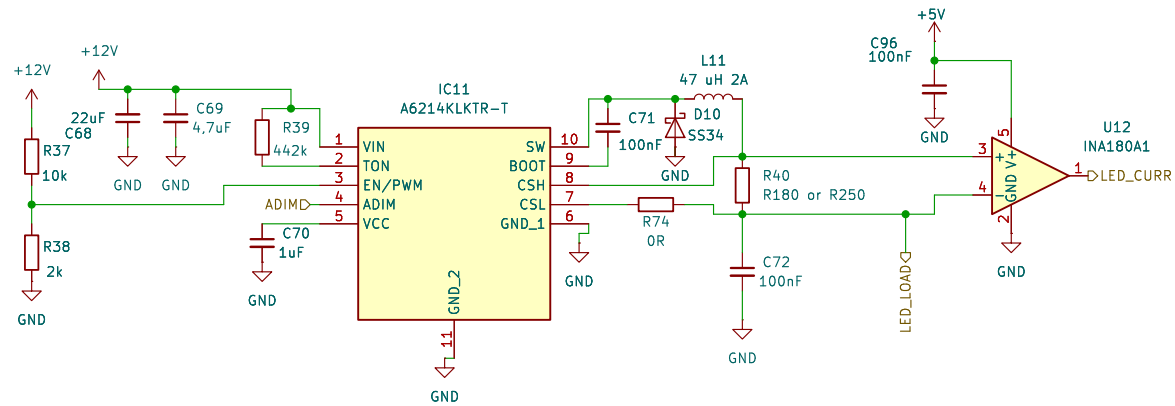 +5V
C96
100nF
GND
+12V
+12V
22uF
C68
GND
C69
4,7uF
GND
R37
10k
R38
2k
GND
R39
442k
IC11
A6214KLKTR-T
1
VIN
2
TON
3
EN/PWM
4
ADIM
5
VCC
10
SW
9
BOOT
8
CSH
7
CSL
6
GND_1
11
GND_2
GND
ADIM
C70
1uF
GND
GND
C71
100nF
L11
47 uH 2A
D10
SS34
GND
R40
R180 or R250
R74
0R
C72
100nF
GND
LED_LOAD
U12
INA180A1
3
4
5
2
1
+
-
V+
GND
LED_CURR
GND